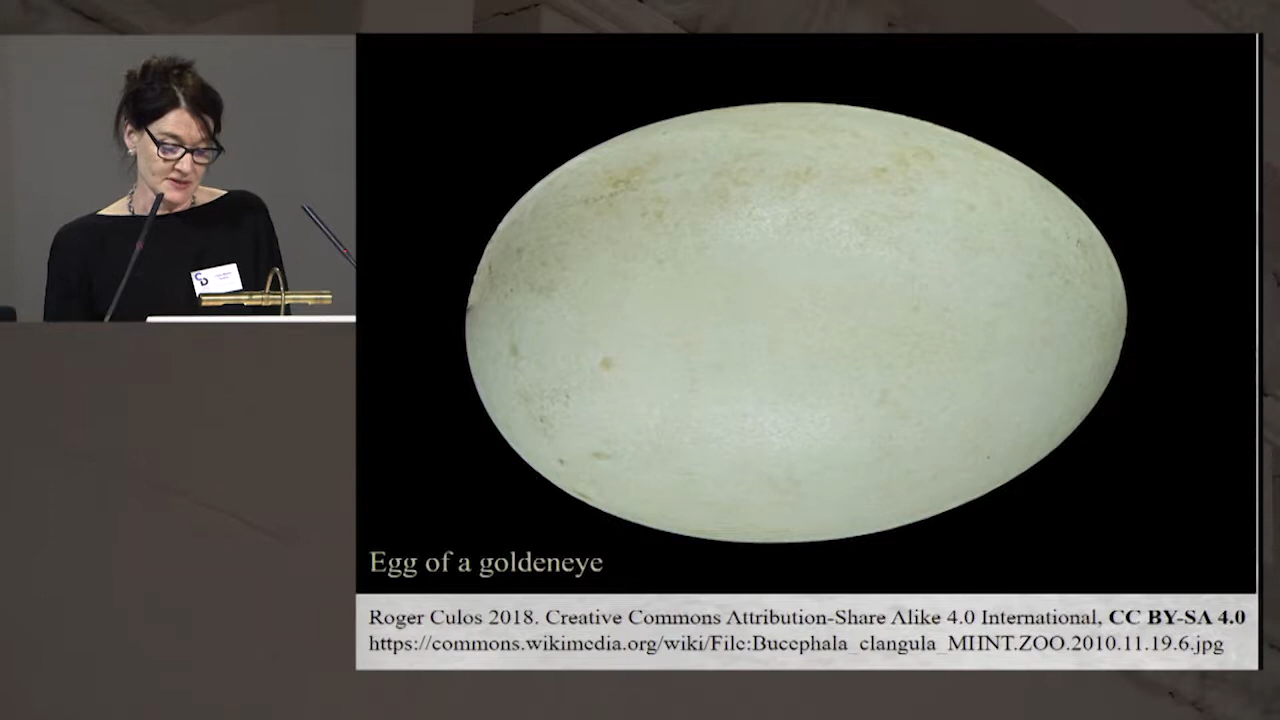 Egg of a goldeneye
Roger Culos 2018. Creative Commons Attribution-Share Alike 4.0 International, CC BY-SA 4.0
https://commons.wikimedia.org/wiki/File:Bucephala_clangula_MHNT.ZOO.2010.11.19.6.jpg